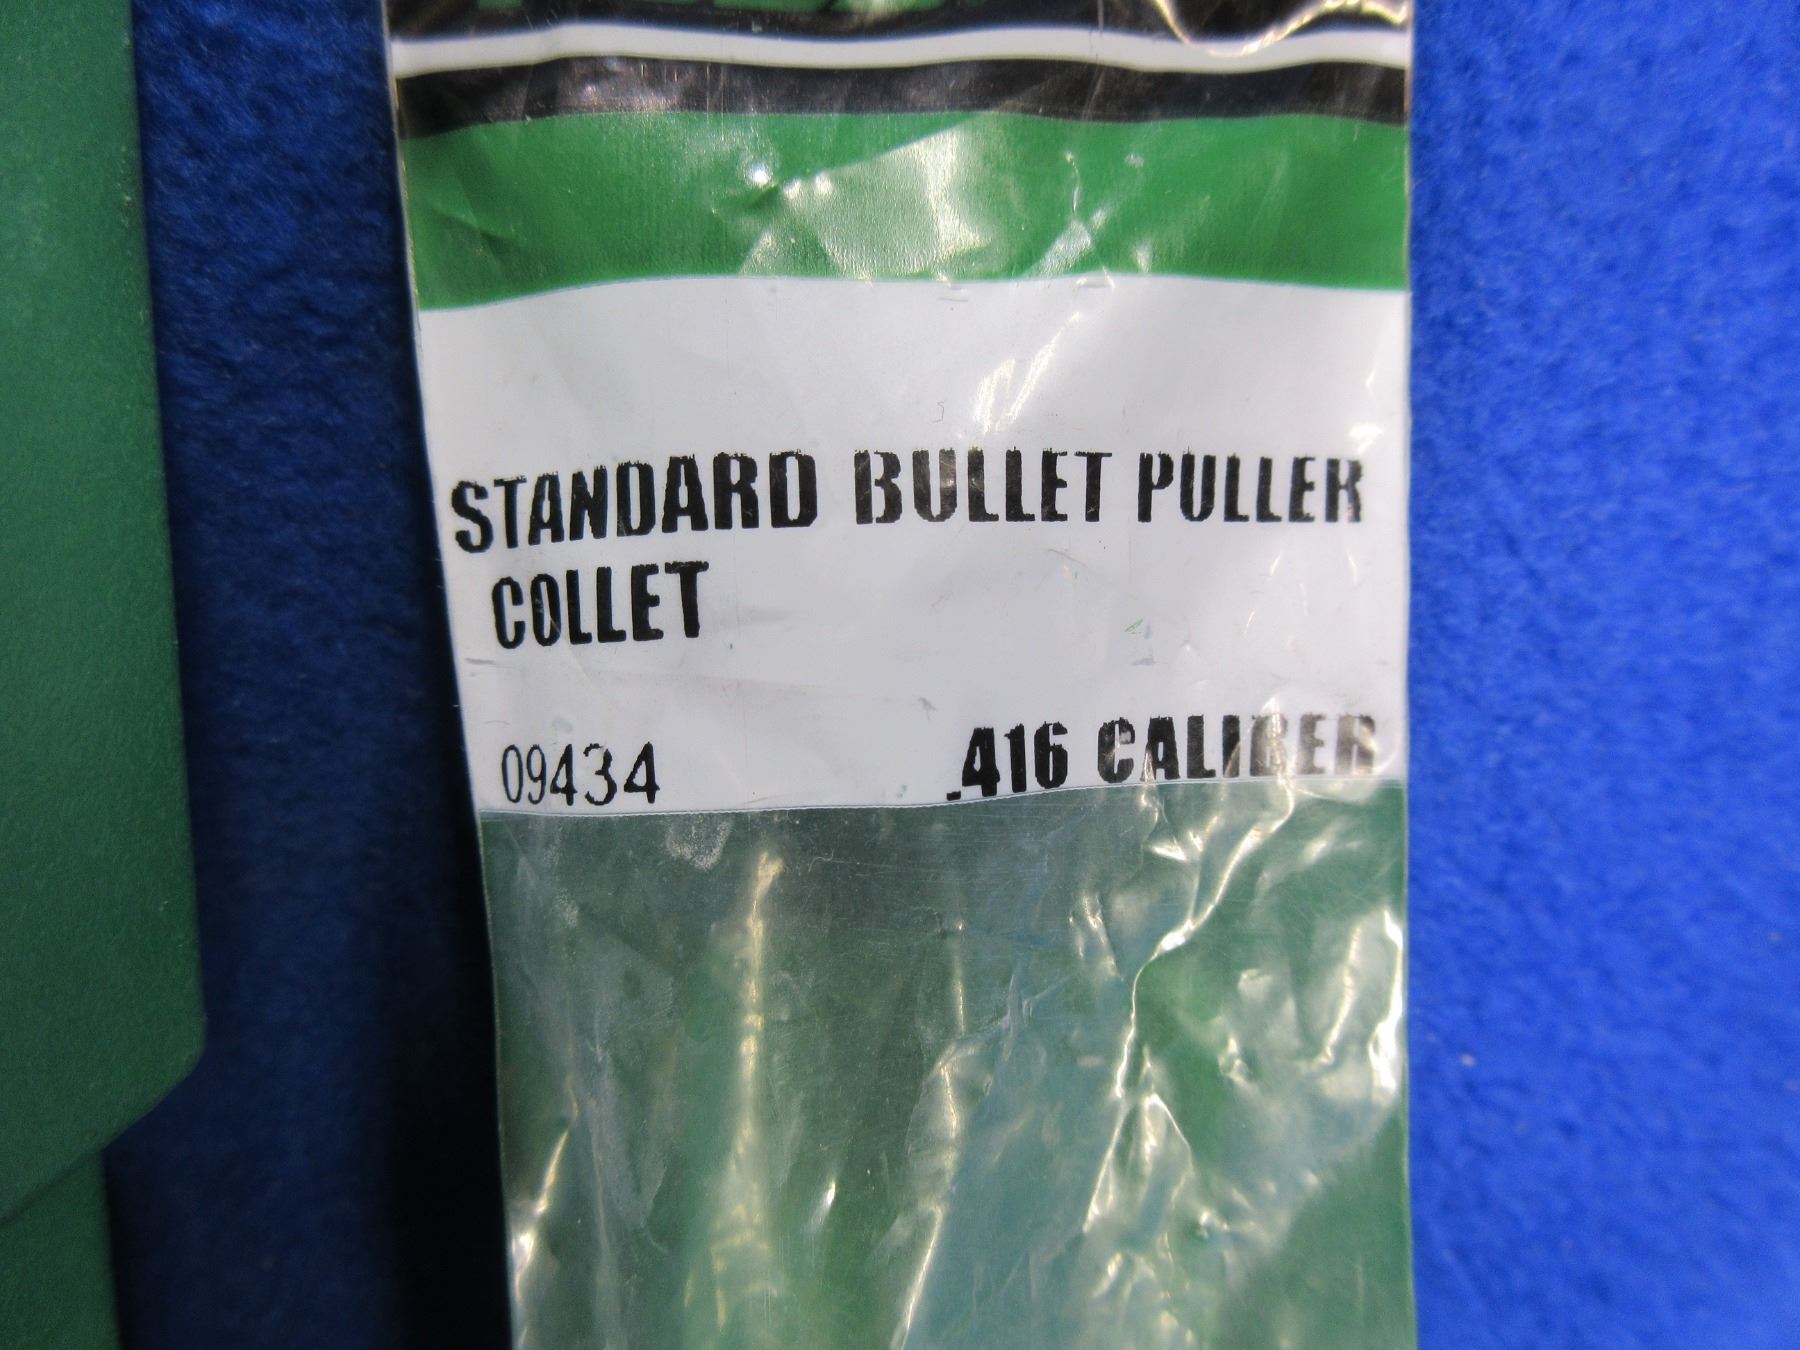 STANDARD BULLET PULLER
COLLET
09434 .416 CALIBER